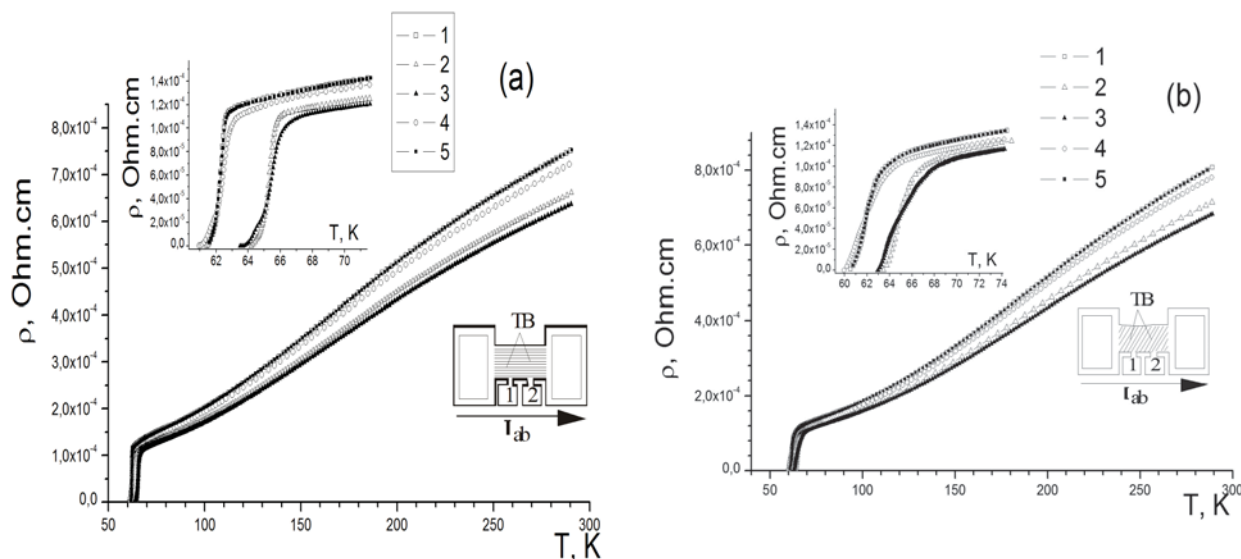 (a)
1
2
3
4
5
1,4x10⁻⁴
1,2x10⁻⁴
1,0x10⁻⁴
8,0x10⁻⁵
6,0x10⁻⁵
4,0x10⁻⁵
2,0x10⁻⁵
0,0
ρ, Ohm.cm
62 64 66 68 70
T, K
8,0x10⁻⁴
7,0x10⁻⁴
6,0x10⁻⁴
5,0x10⁻⁴
4,0x10⁻⁴
3,0x10⁻⁴
2,0x10⁻⁴
1,0x10⁻⁴
0,0
ρ, Ohm.cm
TB
1 2
I ab
50 100 150 200 250 300
T, K
(b)
1
2
3
4
5
1,4x10⁻⁴
1,2x10⁻⁴
1,0x10⁻⁴
8,0x10⁻⁵
6,0x10⁻⁵
4,0x10⁻⁵
2,0x10⁻⁵
0,0
ρ, Ohm.cm
60 62 64 66 68 70 72 74
T, K
8,0x10⁻⁴
6,0x10⁻⁴
4,0x10⁻⁴
2,0x10⁻⁴
0,0
ρ, Ohm.cm
TB
1 2
I ab
50 100 150 200 250 300
T, K